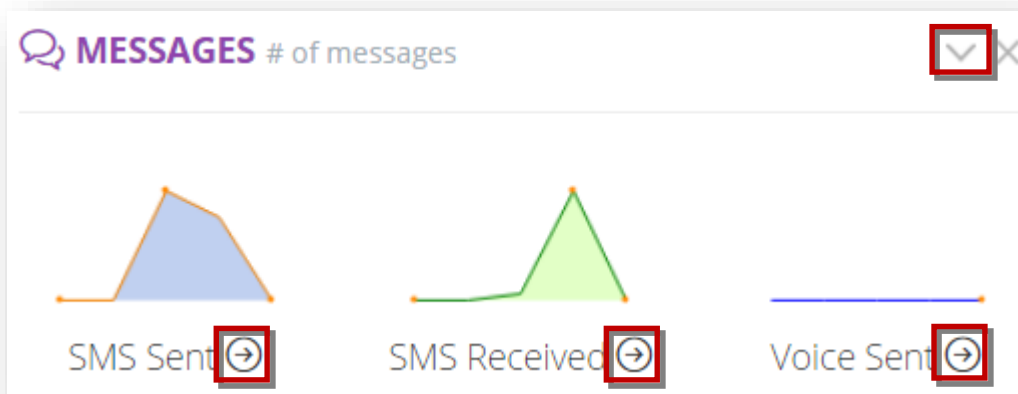 MESSAGES # of messages
SMS Sent
SMS Received
Voice Sent